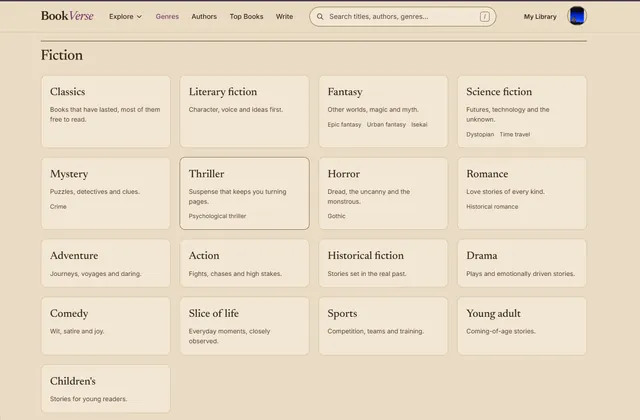 BookVerse Explore Genres Authors Top Books Write Search titles, authors, genres... / My Library
Fiction
Classics
Books that have lasted, most of them
free to read.
Literary fiction
Character, voice and ideas first.
Fantasy
Other worlds, magic and myth.
Epic fantasy Urban fantasy Isekai
Science fiction
Futures, technology and the
unknown.
Dystopian Time travel
Mystery
Puzzles, detectives and clues.
Crime
Thriller
Suspense that keeps you turning
pages.
Psychological thriller
Horror
Dread, the uncanny and the
monstrous.
Gothic
Romance
Love stories of every kind.
Historical romance
Adventure
Journeys, voyages and daring.
Action
Fights, chases and high stakes.
Historical fiction
Stories set in the real past.
Drama
Plays and emotionally driven stories.
Comedy
Wit, satire and joy.
Slice of life
Everyday moments, closely
observed.
Sports
Competition, teams and training.
Young adult
Coming-of-age stories.
Children's
Stories for young readers.